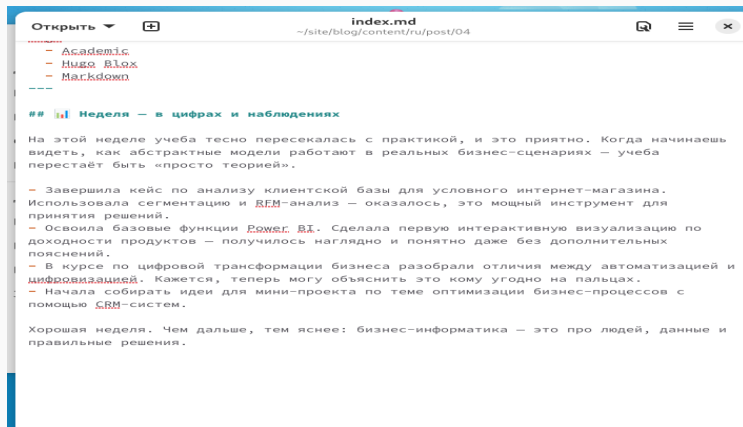 Открыть
index.md
~/site/blog/content/ru/post/04
- Academic
- Hugo Blox
- Markdown
---
## 📊 Неделя — в цифрах и наблюдениях
На этой неделе учеба тесно пересекалась с практикой, и это приятно. Когда начинаешь
видеть, как абстрактные модели работают в реальных бизнес-сценариях — учеба
перестаёт быть «просто теорией».
- Завершила кейс по анализу клиентской базы для условного интернет-магазина.
Использовала сегментацию и RFM-анализ — оказалось, это мощный инструмент для
принятия решений.
- Освоила базовые функции Power BI. Сделала первую интерактивную визуализацию по
доходности продуктов — получилось наглядно и понятно даже без дополнительных
пояснений.
- В курсе по цифровой трансформации бизнеса разобрали отличия между автоматизацией и
цифровизацией. Кажется, теперь могу объяснить это кому угодно на пальцах.
- Начала собирать идеи для мини-проекта по теме оптимизации бизнес-процессов с
помощью CRM-систем.
Хорошая неделя. Чем дальше, тем яснее: бизнес-информатика — это про людей, данные и
правильные решения.